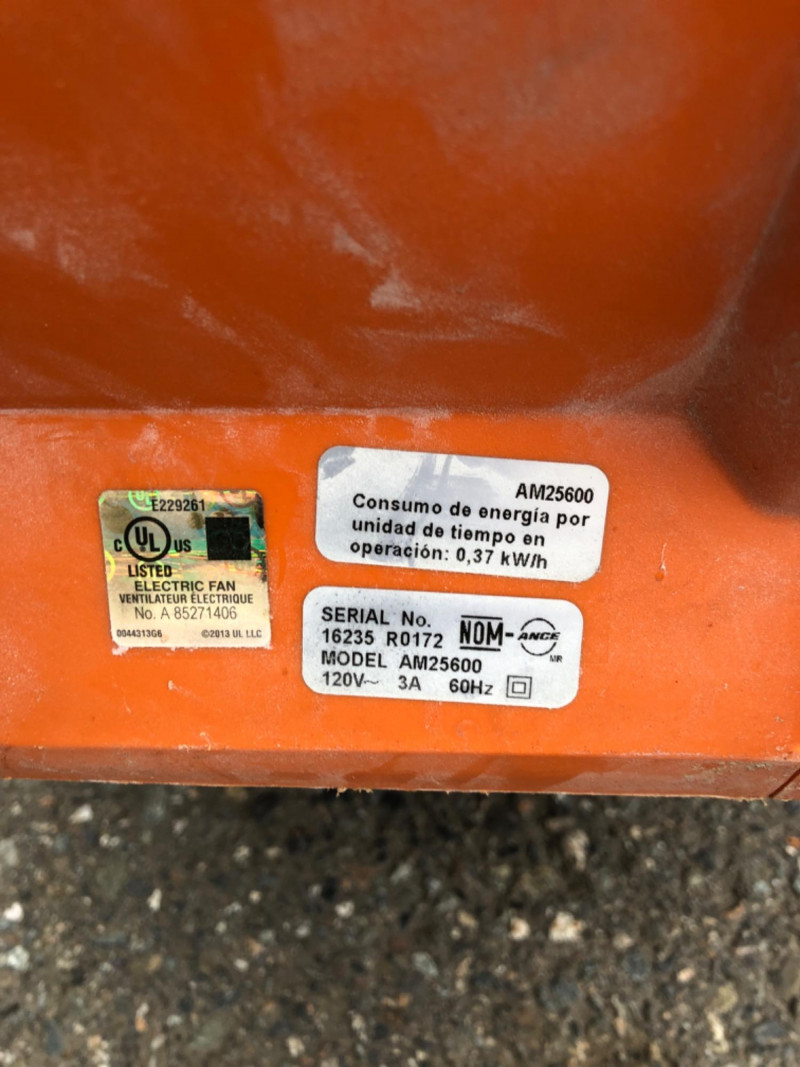 E229261
C UL US
LISTED
ELECTRIC FAN
VENTILATEUR ÉLECTRIQUE
No. A 85271406
0044313G6 ©2013 UL LLC
AM25600
Consumo de energía por
unidad de tiempo en
operación: 0,37 kW/h
SERIAL No.
16235 R0172
NOM-ANCE
MR
MODEL AM25600
120V~ 3A 60Hz